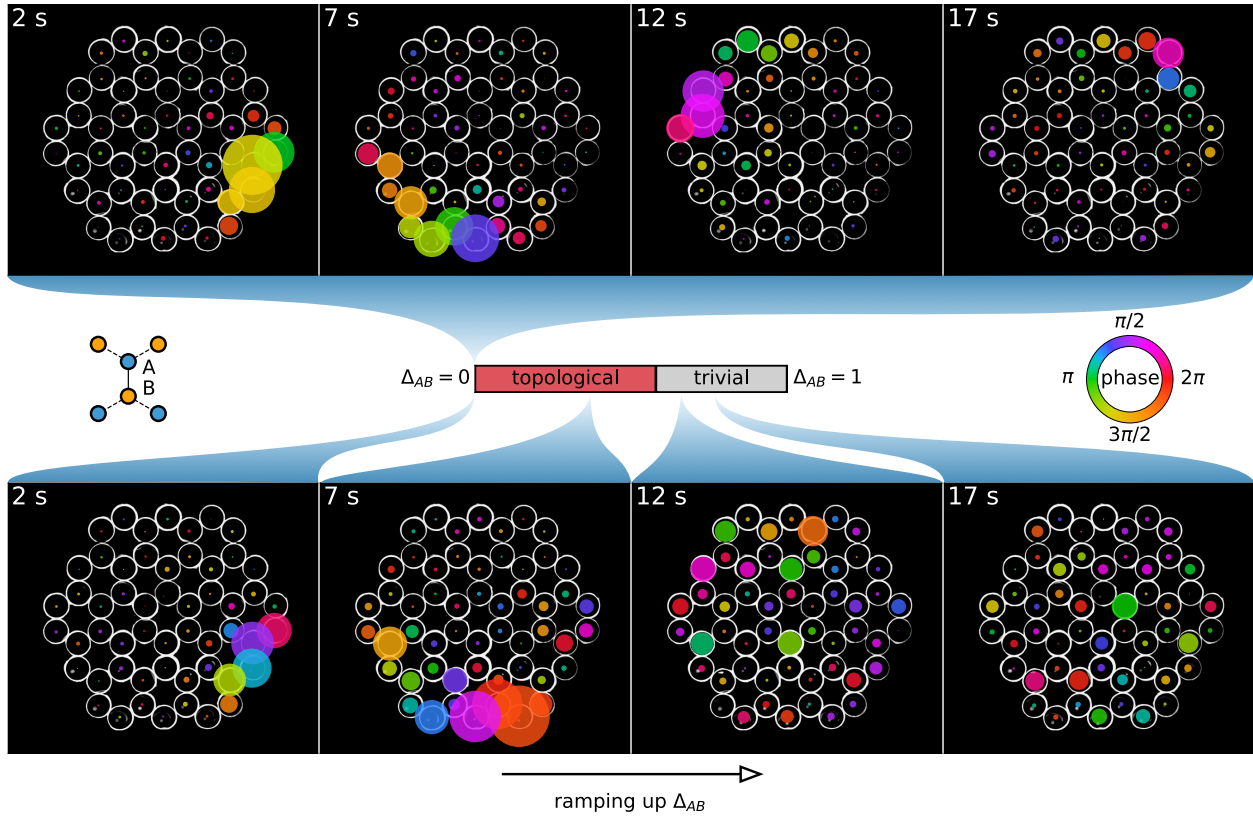 2 s
7 s
12 s
17 s
A
B
Δ_AB = 0
topological
trivial
Δ_AB = 1
π/2
π
phase
2π
3π/2
2 s
7 s
12 s
17 s
ramping up Δ_AB